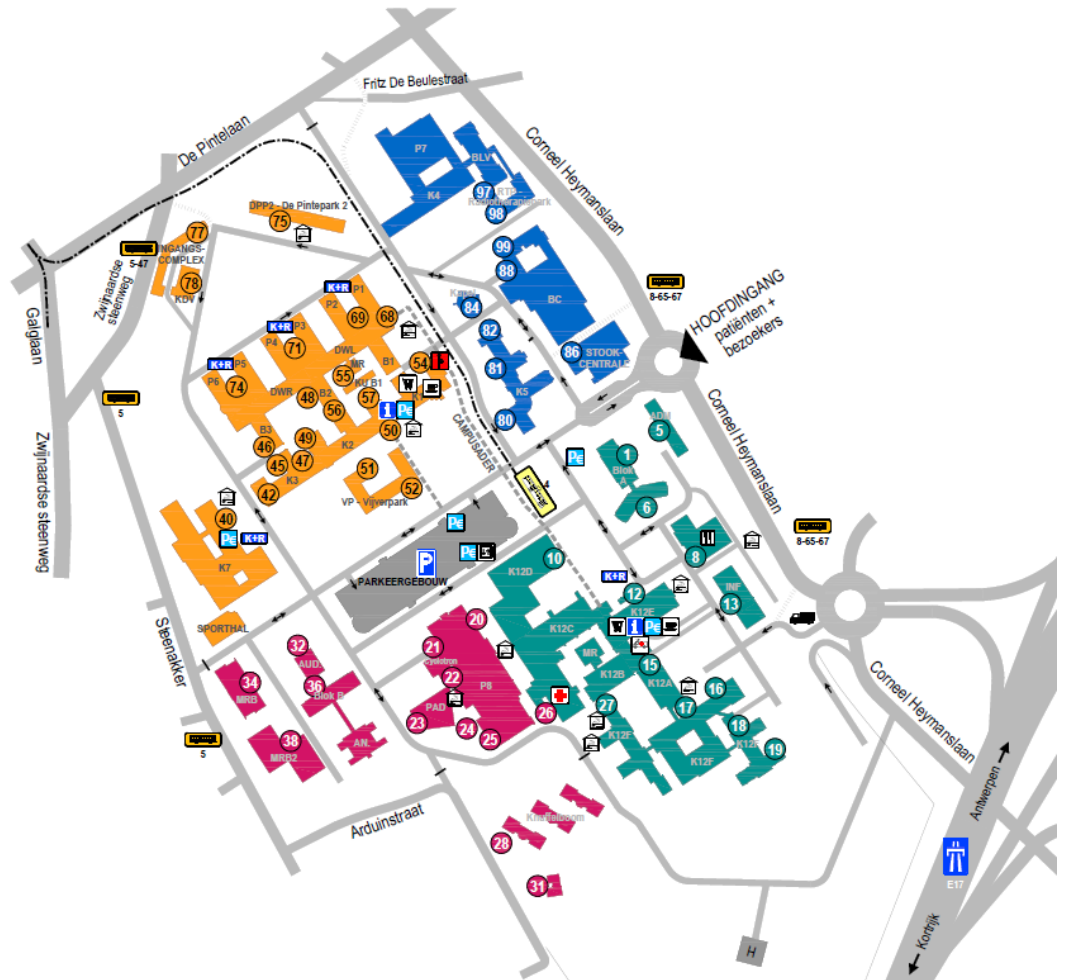 Fritz De Beulestraat
De Pintelaan
Corneel Heymanslaan
P7
BLV
K4
97
98
DPP2 - De Pintepark 2
75
77
INGANGS-
COMPLEX
78
KDV
5-47
Zwijnaardse
steenweg
Galglaan
99
88
BC
84
82
81
K5
80
86
STOOK-
CENTRALE
8-65-67
HOOFDINGANG
patiënten +
bezoekers
K+R
P1
P2
69
68
K+R
P3
P4
71
DWL
MR
B1
54
K+R
P5
P6
74
55
KU B1
DWR
48
B2
56
57
i
P€
50
B3
46
49
K2
45
47
42
K3
51
52
VP - Vijverpark
CAMPUSADER
4
5
Zwijnaardse steenweg
ADM
5
P€
1
Blok
A
6
Corneel Heymanslaan
40
P€
K+R
K7
P€
P€
P
PARKEERGEBOUW
8
8-65-67
10
K12D
K+R
12
K12E
INF
13
SPORTHAL
Steenakker
20
K12C
i
P€
32
AUD.
21
Cyclotron
22
MR
15
34
MRB
36
Blok B
P8
K12B
K12A
16
PAD
23
24
25
26
27
17
18
K12F
K12F
K12F
19
38
MRB2
AN.
5
Corneel Heymanslaan
Arduinstraat
28
31
Antwerpen
E17
Kortrijk
H